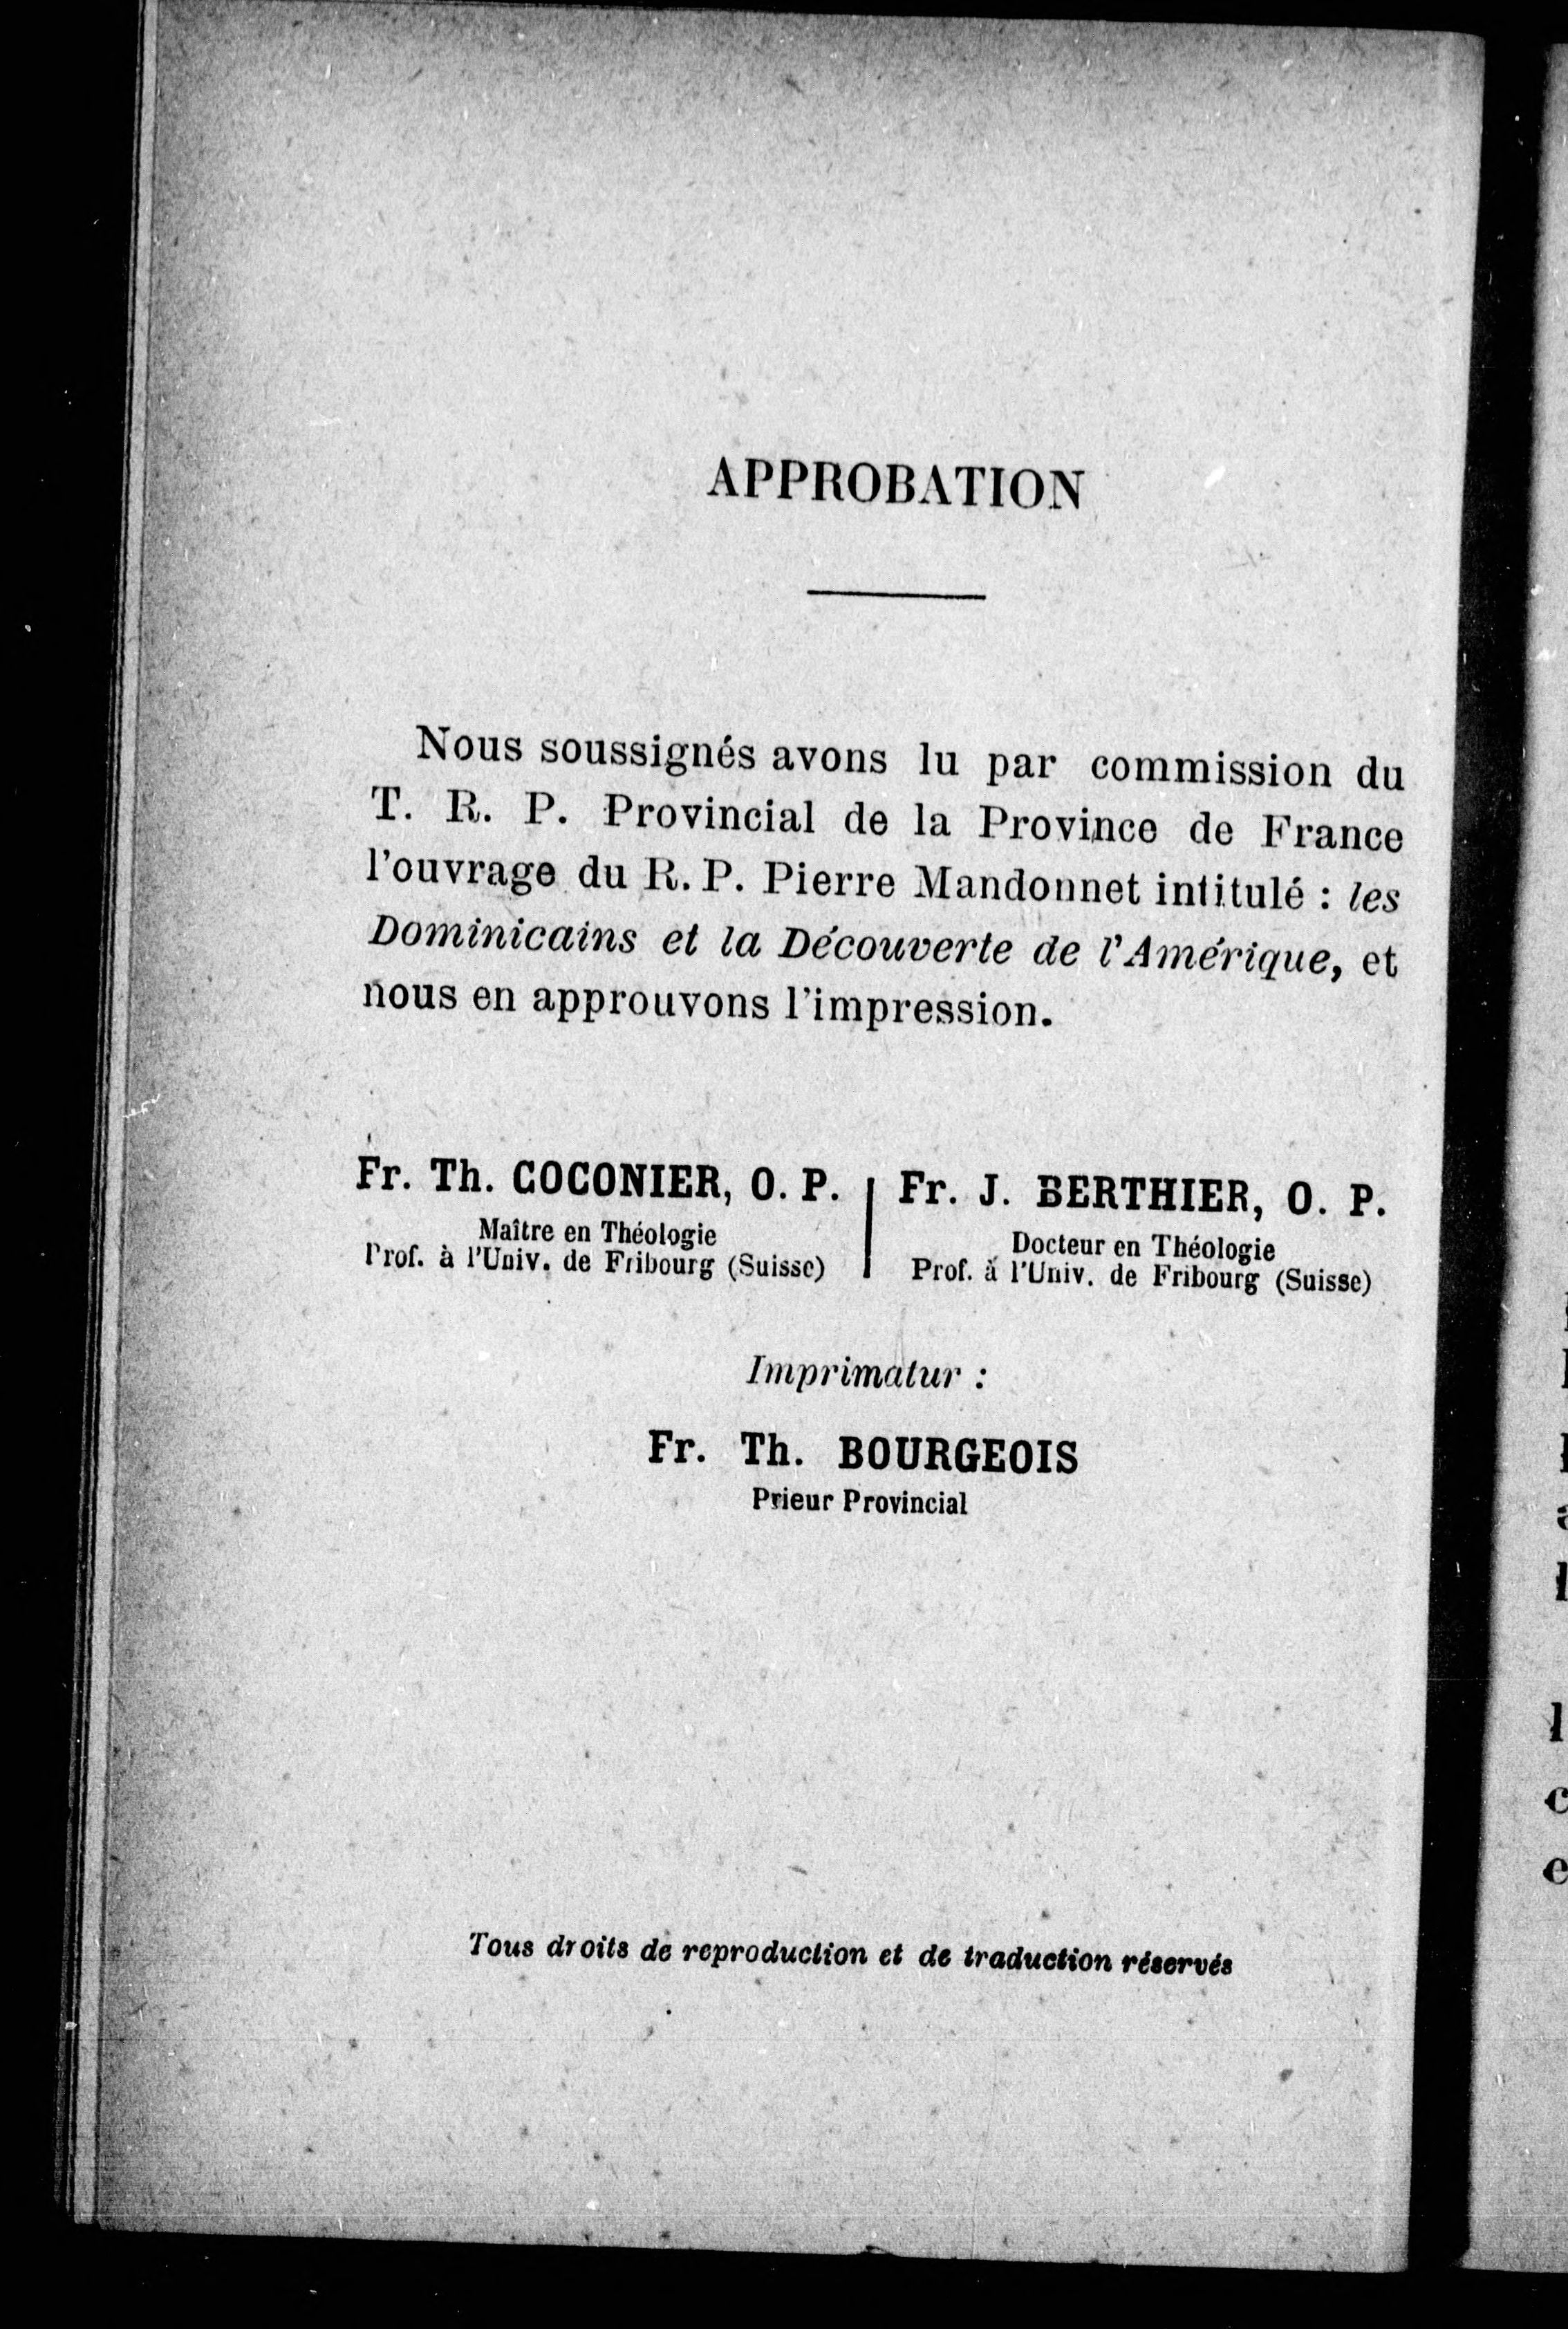 APPROBATION
Nous soussignés avons lu par commission du
T. R. P. Provincial de la Province de France
l'ouvrage du R. P. Pierre Mandonnet intitulé : les
Dominicains et la Découverte de l'Amérique, et
nous en approuvons l'impression.
Fr. Th. COCONIER, O. P.
Maître en Théologie
Prof. à l'Univ. de Fribourg (Suisse)
Fr. J. BERTHIER, O. P.
Docteur en Théologie
Prof. à l'Univ. de Fribourg (Suisse)
Imprimatur :
Fr. Th. BOURGEOIS
Prieur Provincial
Tous droits de reproduction et de traduction réservés